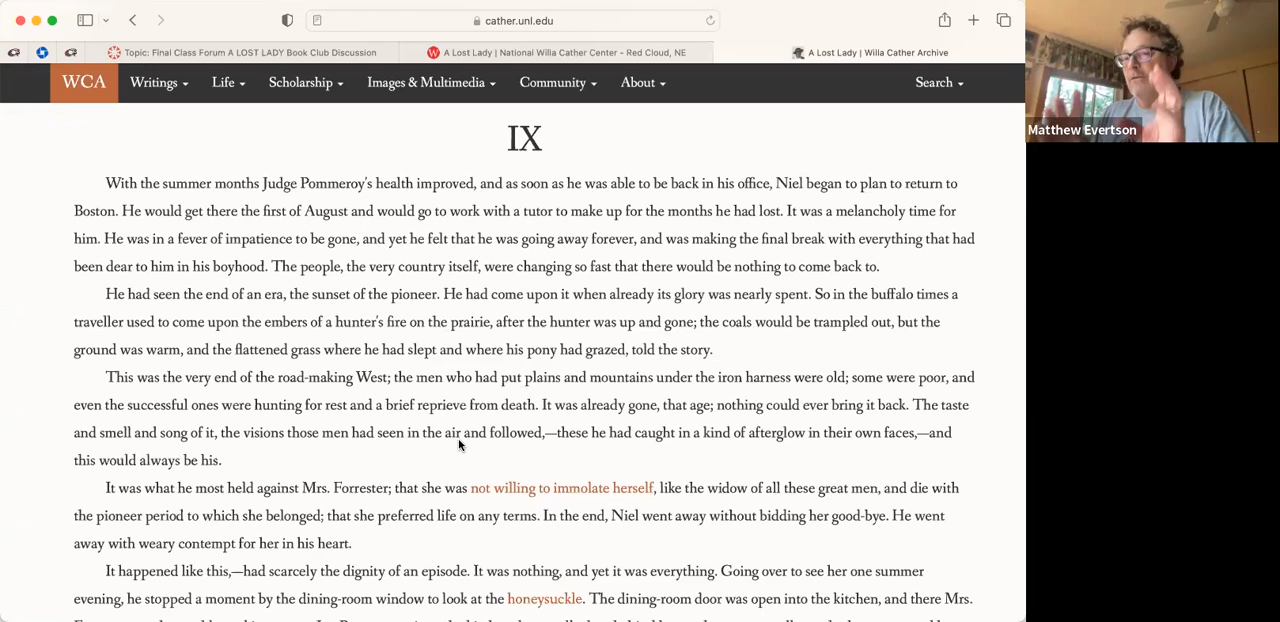 cather.unl.edu
Topic: Final Class Forum A LOST LADY Book Club Discussion
A Lost Lady | National Willa Cather Center - Red Cloud, NE
A Lost Lady | Willa Cather Archive
WCA Writings Life Scholarship Images & Multimedia Community About Search
Matthew Evertson
IX
With the summer months Judge Pommeroy's health improved, and as soon as he was able to be back in his office, Niel began to plan to return to
Boston. He would get there the first of August and would go to work with a tutor to make up for the months he had lost. It was a melancholy time for
him. He was in a fever of impatience to be gone, and yet he felt that he was going away forever, and was making the final break with everything that had
been dear to him in his boyhood. The people, the very country itself, were changing so fast that there would be nothing to come back to.
He had seen the end of an era, the sunset of the pioneer. He had come upon it when already its glory was nearly spent. So in the buffalo times a
traveller used to come upon the embers of a hunter's fire on the prairie, after the hunter was up and gone; the coals would be trampled out, but the
ground was warm, and the flattened grass where he had slept and where his pony had grazed, told the story.
This was the very end of the road-making West; the men who had put plains and mountains under the iron harness were old; some were poor, and
even the successful ones were hunting for rest and a brief reprieve from death. It was already gone, that age; nothing could ever bring it back. The taste
and smell and song of it, the visions those men had seen in the air and followed,—these he had caught in a kind of afterglow in their own faces,—and
this would always be his.
It was what he most held against Mrs. Forrester; that she was not willing to immolate herself, like the widow of all these great men, and die with
the pioneer period to which she belonged; that she preferred life on any terms. In the end, Niel went away without bidding her good-bye. He went
away with weary contempt for her in his heart.
It happened like this,—had scarcely the dignity of an episode. It was nothing, and yet it was everything. Going over to see her one summer
evening, he stopped a moment by the dining-room window to look at the honeysuckle. The dining-room door was open into the kitchen, and there Mrs.